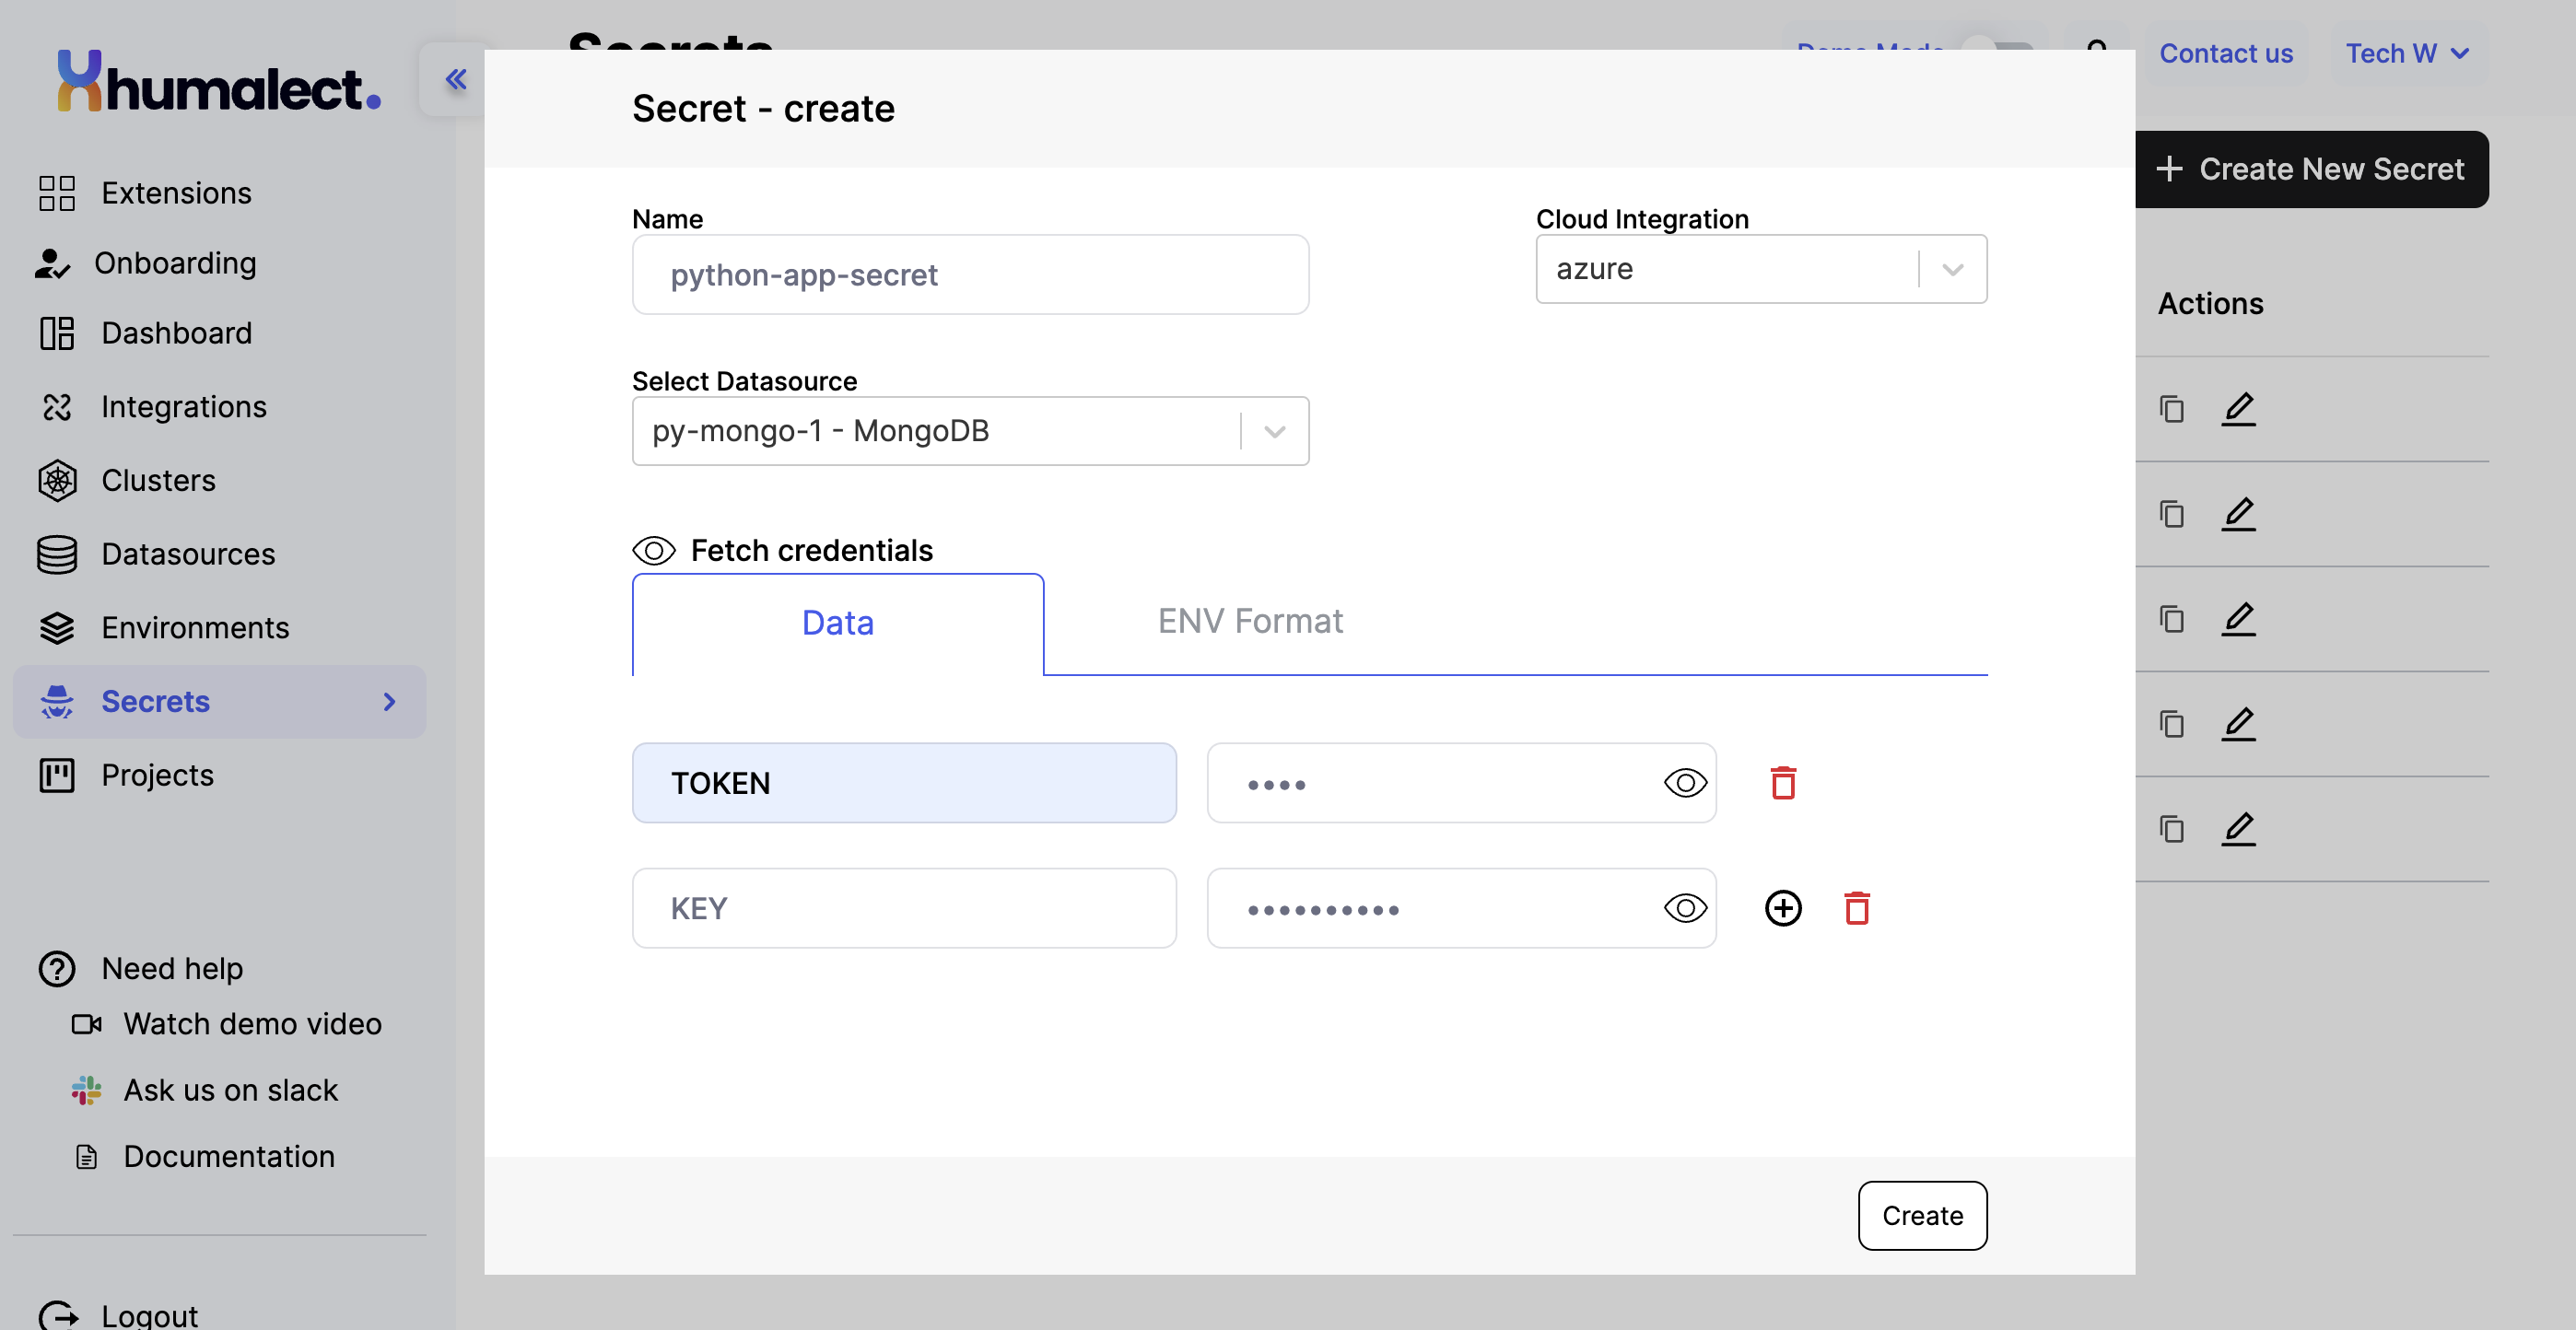 humalect.
Extensions
Onboarding
Dashboard
Integrations
Clusters
Datasources
Environments
Secrets
Projects
Need help
Watch demo video
Ask us on slack
Documentation
Logout
Secrets
Demo Mode
Contact us
Tech W
Create New Secret
Actions
Secret - create
Name
python-app-secret
Cloud Integration
azure
Select Datasource
py-mongo-1 - MongoDB
Fetch credentials
Data
ENV Format
TOKEN
••••
KEY
••••••••••
Create